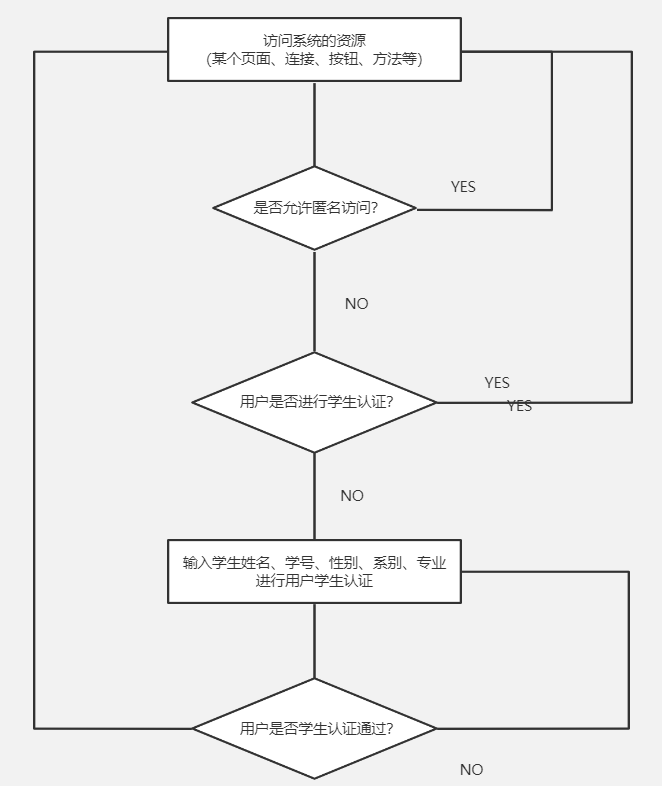 访问系统的资源
(某个页面、连接、按钮、方法等)
YES
是否允许匿名访问?
NO
YES
用户是否进行学生认证?
YES
NO
输入学生姓名、学号、性别、系别、专业
进行用户学生认证
用户是否学生认证通过?
NO